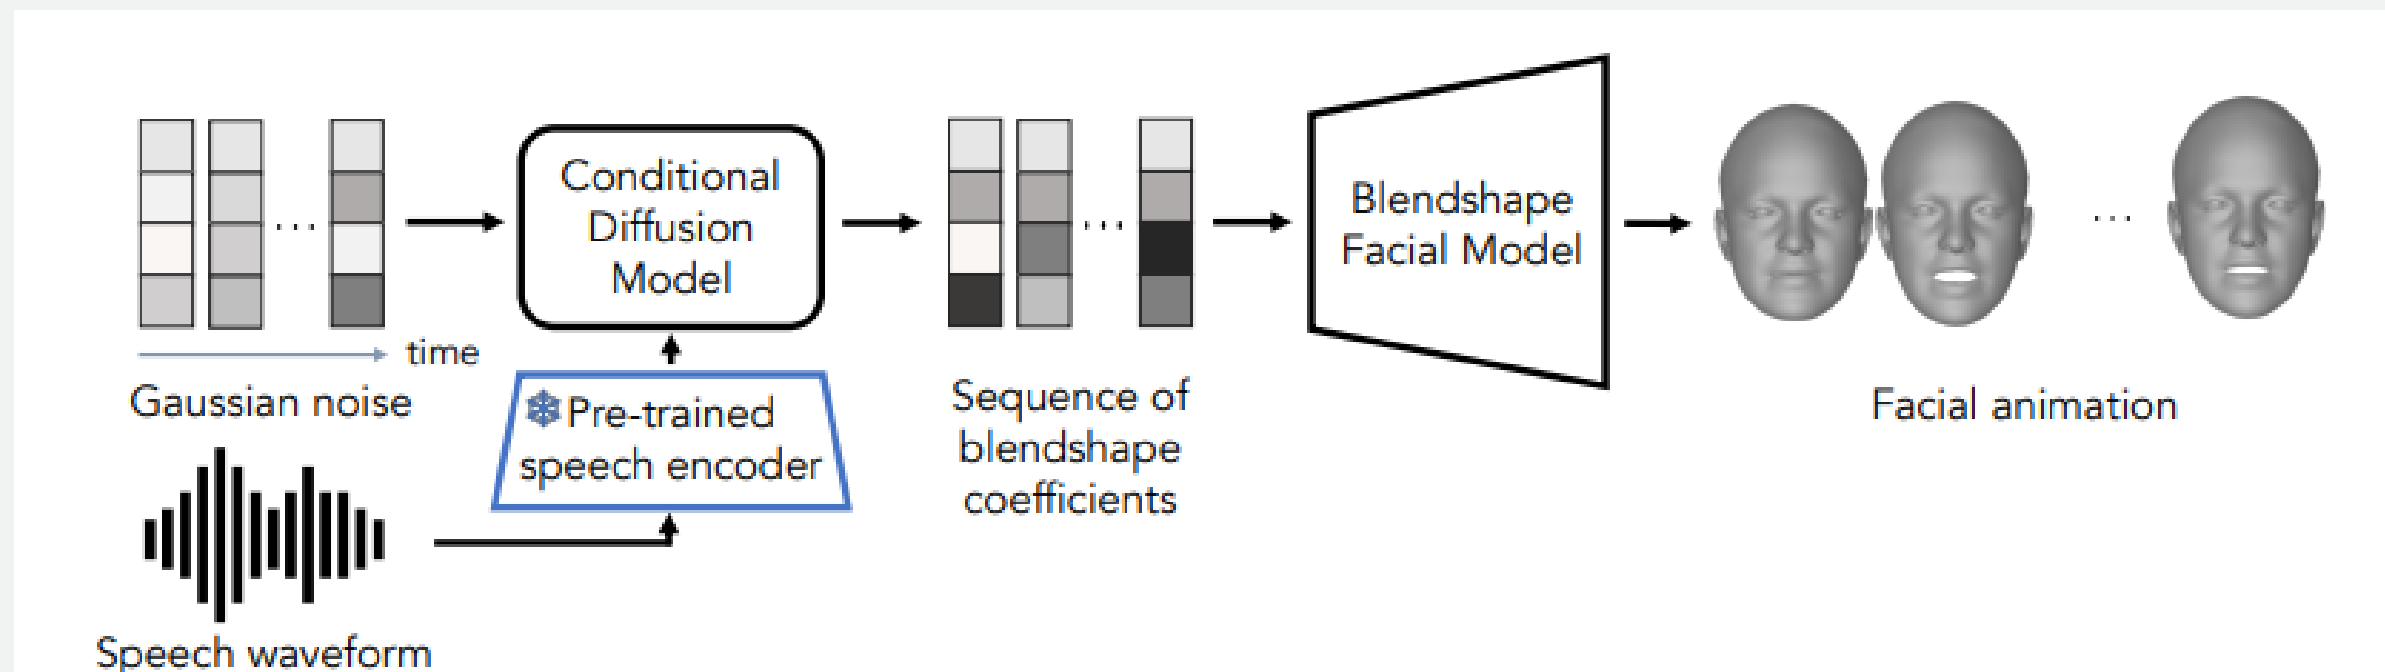 Conditional
Diffusion
Model
...
...
...
time
Gaussian noise
Pre-trained
speech encoder
Speech waveform
Sequence of
blendshape
coefficients
Blendshape
Facial Model
Facial animation